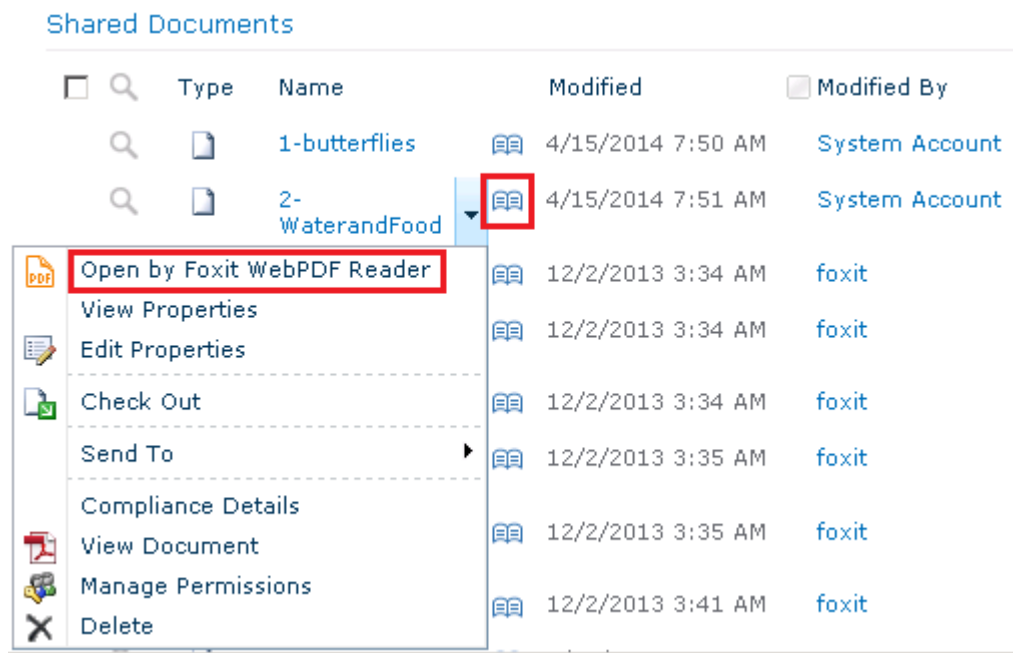 Shared Documents
Type Name Modified Modified By
1-butterflies 4/15/2014 7:50 AM System Account
2- 4/15/2014 7:51 AM System Account
WaterandFood
PDF Open by Foxit WebPDF Reader 12/2/2013 3:34 AM foxit
View Properties
12/2/2013 3:34 AM foxit
Edit Properties
Check Out 12/2/2013 3:34 AM foxit
Send To 12/2/2013 3:35 AM foxit
Compliance Details
View Document 12/2/2013 3:35 AM foxit
Manage Permissions
12/2/2013 3:41 AM foxit
Delete